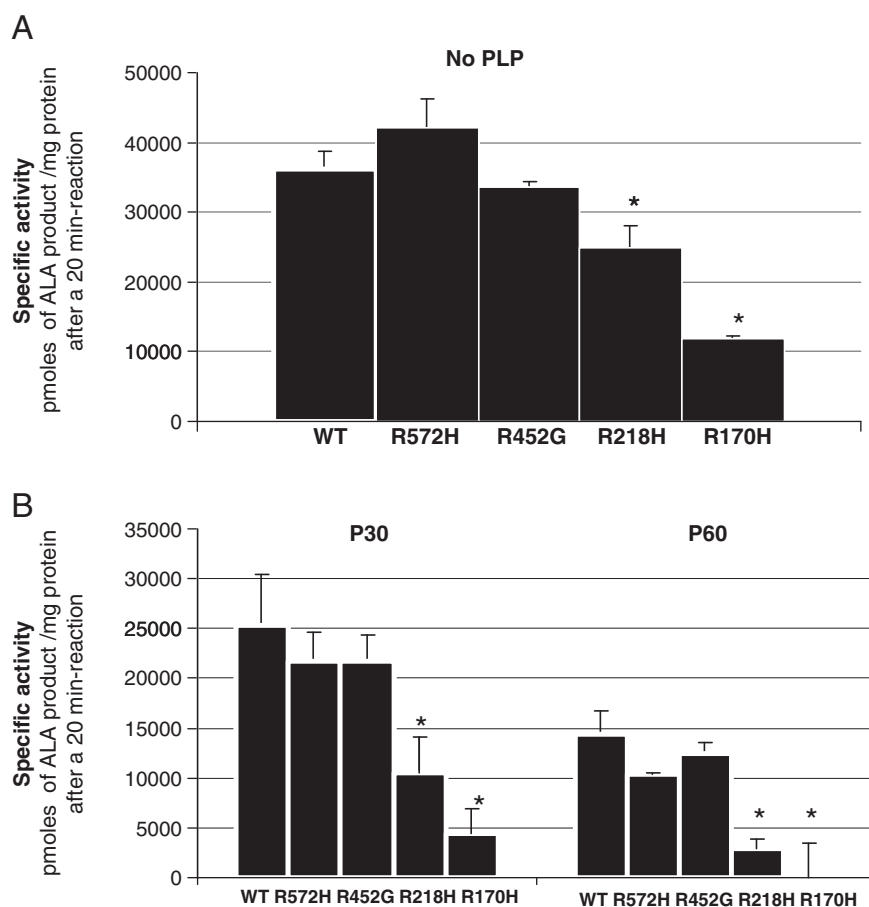 A
No PLP
Specific activity
pmoles of ALA product /mg protein
after a 20 min-reaction
50000
40000
30000
20000
10000
0
*
*
WT R572H R452G R218H R170H
B
P30 P60
Specific activity
pmoles of ALA product /mg protein
after a 20 min-reaction
35000
30000
25000
20000
15000
10000
5000
0
*
*
*
*
WT R572H R452G R218H R170H
WT R572H R452G R218H R170H